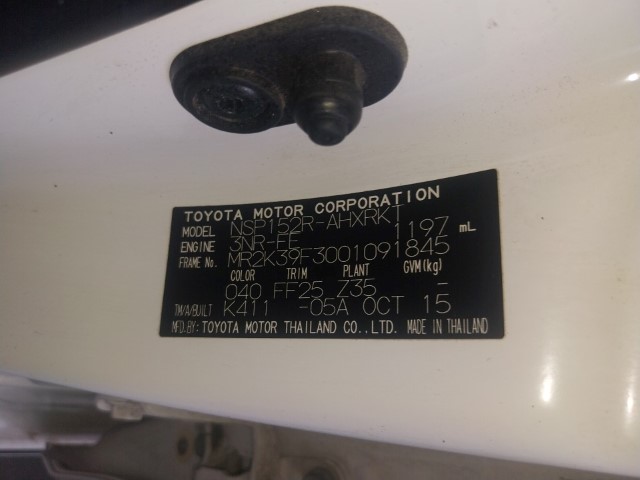 TOYOTA MOTOR CORPORATION
MODEL NSP152R-AHXRKT
ENGINE 3NR-FE 1197 mL
FRAME No. MR2K39F3001091845
COLOR TRIM PLANT GVM(kg)
040 FF25 Z35 -
TM/A/BUILT K411 -05A OCT 15
MFD.BY: TOYOTA MOTOR THAILAND CO., LTD. MADE IN THAILAND